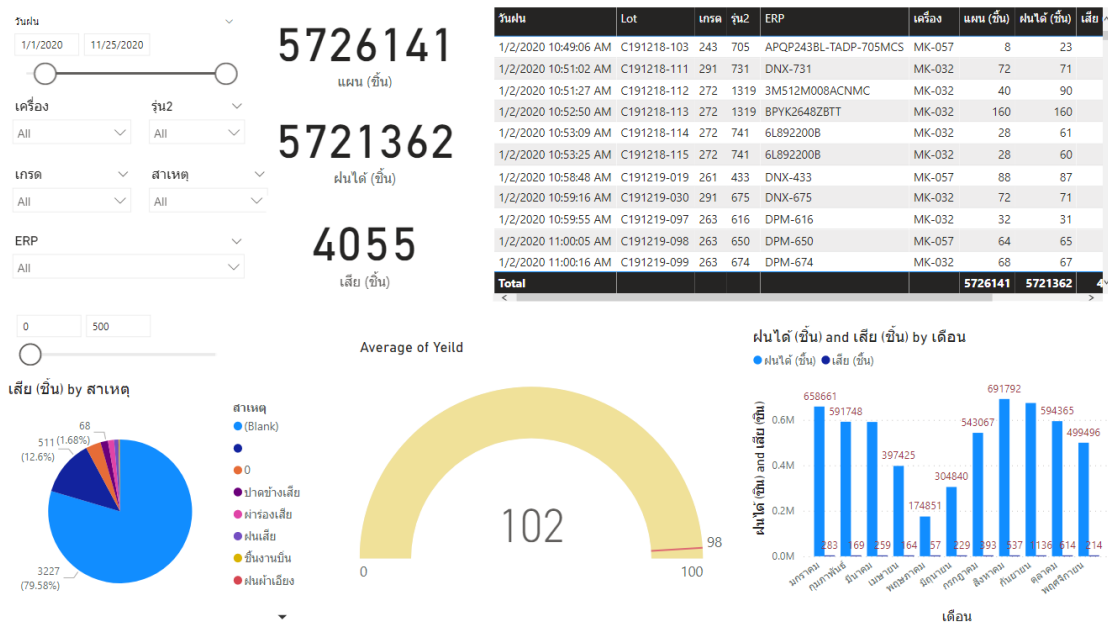 วันฝน
1/1/2020 11/25/2020
เครื่อง รุ่น2
All All
เกรด สาเหตุ
All All
ERP
All
0 500
5726141
แผน (ชิ้น)
5721362
ฝนได้ (ชิ้น)
4055
เสีย (ชิ้น)
วันฝน Lot เกรด รุ่น2 ERP เครื่อง แผน (ชิ้น) ฝนได้ (ชิ้น) เสีย (
1/2/2020 10:49:06 AM C191218-103 243 705 APQP243BL-TADP-705MCS MK-057 8 23
1/2/2020 10:51:02 AM C191218-111 291 731 DNX-731 MK-032 72 71
1/2/2020 10:51:27 AM C191218-112 272 1319 3M512M008ACNMC MK-032 40 90
1/2/2020 10:52:50 AM C191218-113 272 1319 BPYK2648ZBTT MK-032 160 160
1/2/2020 10:53:09 AM C191218-114 272 741 6L892200B MK-032 28 61
1/2/2020 10:53:25 AM C191218-115 272 741 6L892200B MK-032 28 60
1/2/2020 10:58:48 AM C191219-019 261 433 DNX-433 MK-057 88 87
1/2/2020 10:59:16 AM C191219-030 291 675 DNX-675 MK-032 72 71
1/2/2020 10:59:55 AM C191219-097 263 616 DPM-616 MK-032 32 31
1/2/2020 11:00:05 AM C191219-098 263 650 DPM-650 MK-057 64 65
1/2/2020 11:00:16 AM C191219-099 263 674 DPM-674 MK-032 68 67
Total 5726141 5721362 4
เสีย (ชิ้น) by สาเหตุ
68
511 (1.68%)
(12.6%)
3227
(79.58%)
สาเหตุ
(Blank)
0
ปาดข้างเสีย
ผ่าร่องเสีย
ฝนเสีย
ชิ้นงานบิ่น
ฝนผ้าเอียง
Average of Yeild
102
98
0 100
ฝนได้ (ชิ้น) and เสีย (ชิ้น) by เดือน
ฝนได้ (ชิ้น) เสีย (ชิ้น)
ฝนได้ (ชิ้น) and เสีย (ชิ้น)
0.6M
0.4M
0.2M
0.0M
658661 591748 397425 174851 304840 543067 691792 594365 499496
283 169 259 164 57 229 393 537 1136 614 214
มกราคม กุมภาพันธ์ มีนาคม เมษายน พฤษภาคม มิถุนายน กรกฎาคม สิงหาคม กันยายน ตุลาคม พฤศจิกายน
เดือน